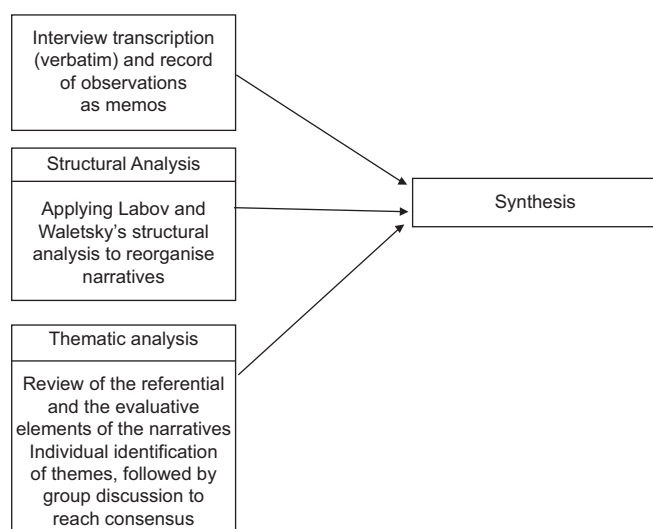 Interview transcription
(verbatim) and record
of observations
as memos
Structural Analysis
Applying Labov and
Waletsky's structural
analysis to reorganise
narratives
Thematic analysis
Review of the referential
and the evaluative
elements of the narratives
Individual identification
of themes, followed by
group discussion to
reach consensus
Synthesis